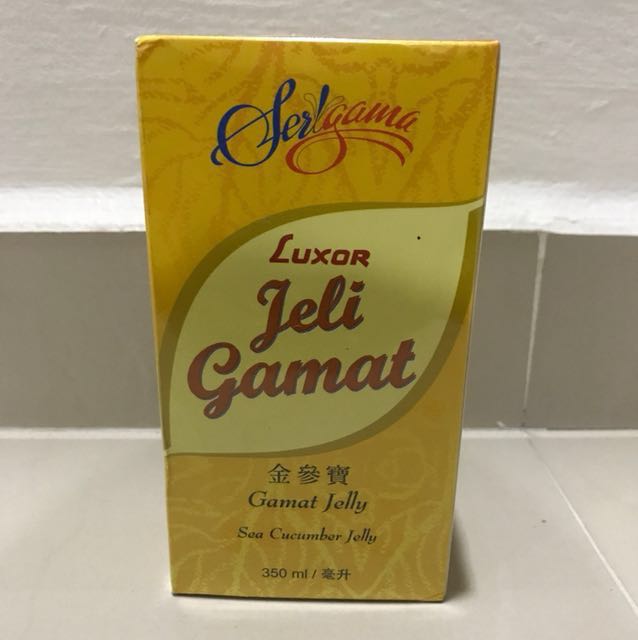 Serigama
LUXOR
Jeli
Gamat
金參寶
Gamat Jelly
Sea Cucumber Jelly
350 ml / 毫升